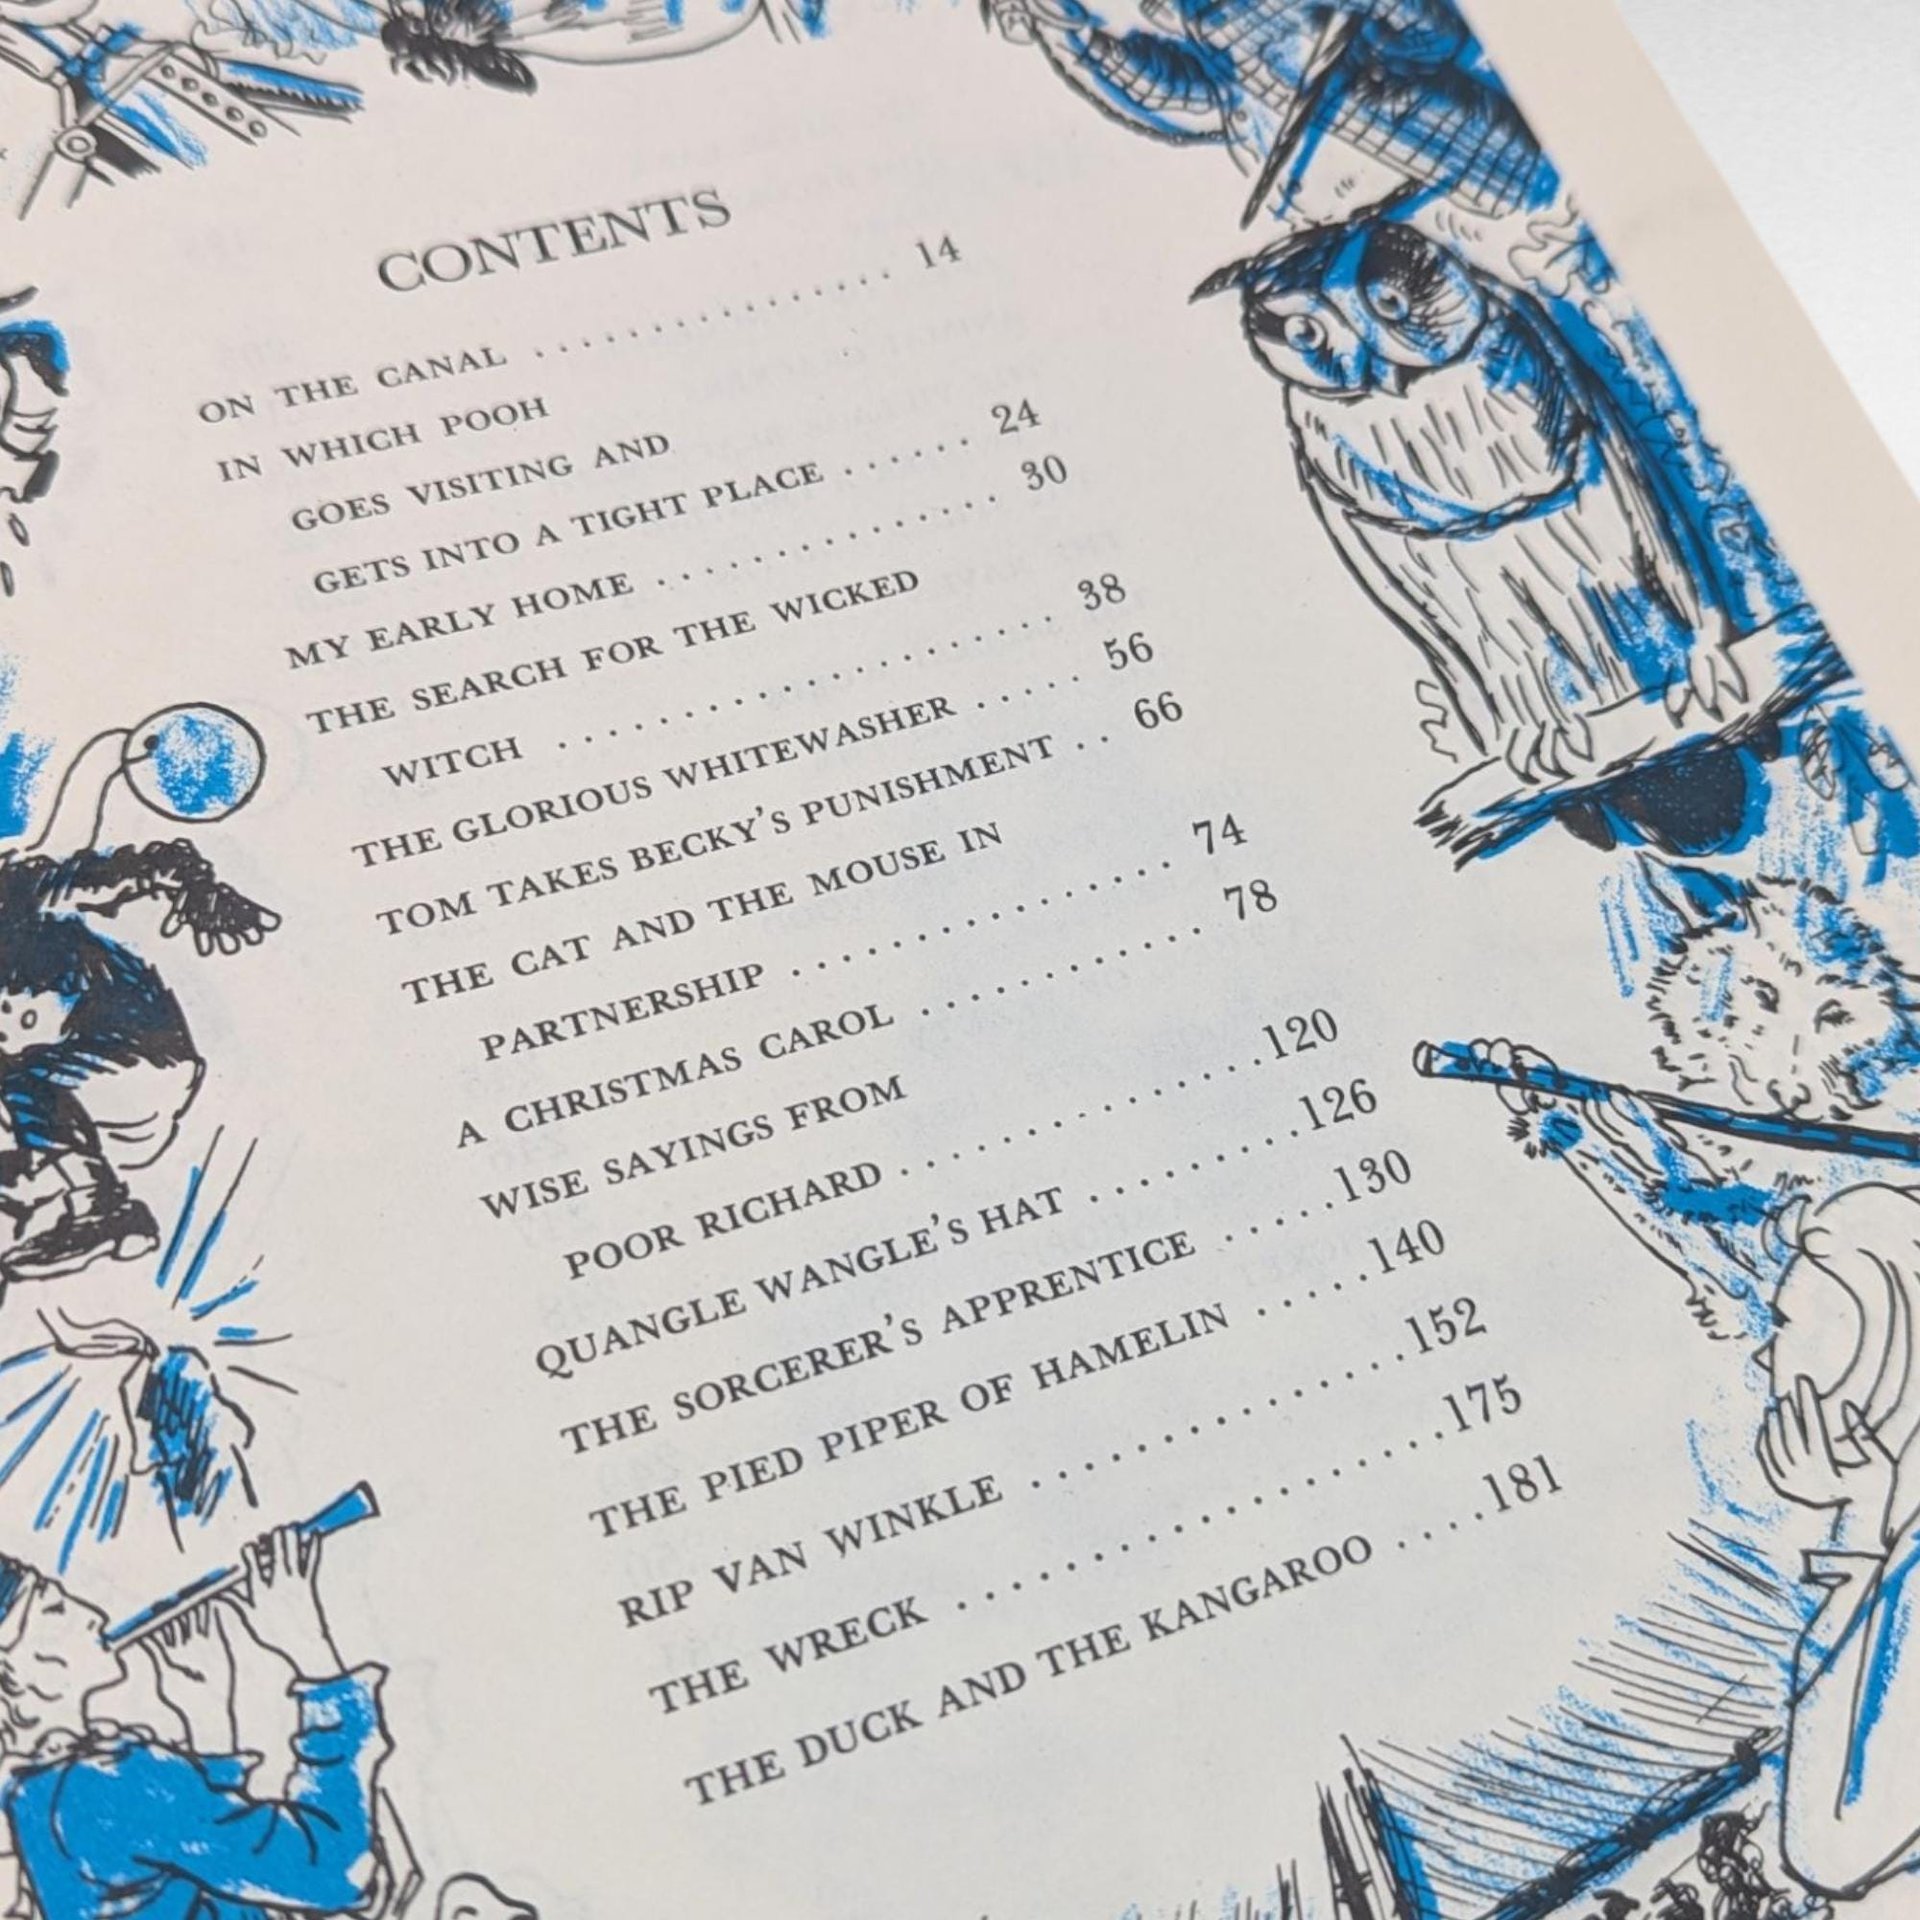 CONTENTS
ON THE CANAL . . . . . . . . . . . . . . . . 14
IN WHICH POOH
GOES VISITING AND
GETS INTO A TIGHT PLACE . . . . . . 24
MY EARLY HOME . . . . . . . . . . . . . . . 30
THE SEARCH FOR THE WICKED
WITCH . . . . . . . . . . . . . . . . . . . . . 38
THE GLORIOUS WHITEWASHER . . . . . 56
TOM TAKES BECKY'S PUNISHMENT . . 66
THE CAT AND THE MOUSE IN
PARTNERSHIP . . . . . . . . . . . . . . . . 74
A CHRISTMAS CAROL . . . . . . . . . . . . 78
WISE SAYINGS FROM
POOR RICHARD . . . . . . . . . . . . . . . 120
QUANGLE WANGLE'S HAT . . . . . . . . . 126
THE SORCERER'S APPRENTICE . . . . . 130
THE PIED PIPER OF HAMELIN . . . . . 140
RIP VAN WINKLE . . . . . . . . . . . . . . . 152
THE WRECK . . . . . . . . . . . . . . . . . . . 175
THE DUCK AND THE KANGAROO . . . . 181